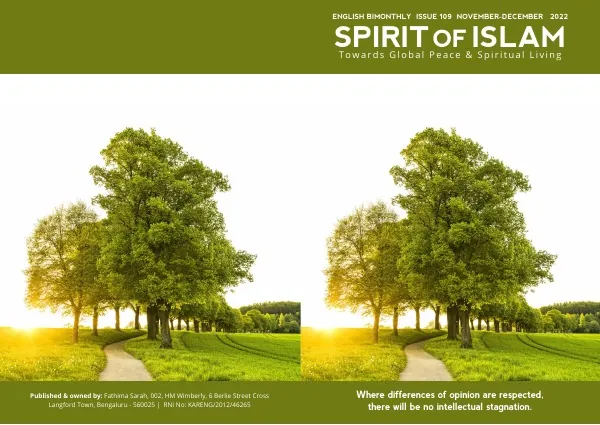 ENGLISH BIMONTHLY ISSUE 109 NOVEMBER-DECEMBER 2022
SPIRIT OF ISLAM
Towards Global Peace & Spiritual Living
Published & owned by: Fathima Sarah, 002, HM Wimberly, 6 Berlie Street Cross
Langford Town, Bengaluru - 560025 | RNI No: KARENG/2012/46265
Where differences of opinion are respected,
there will be no intellectual stagnation.